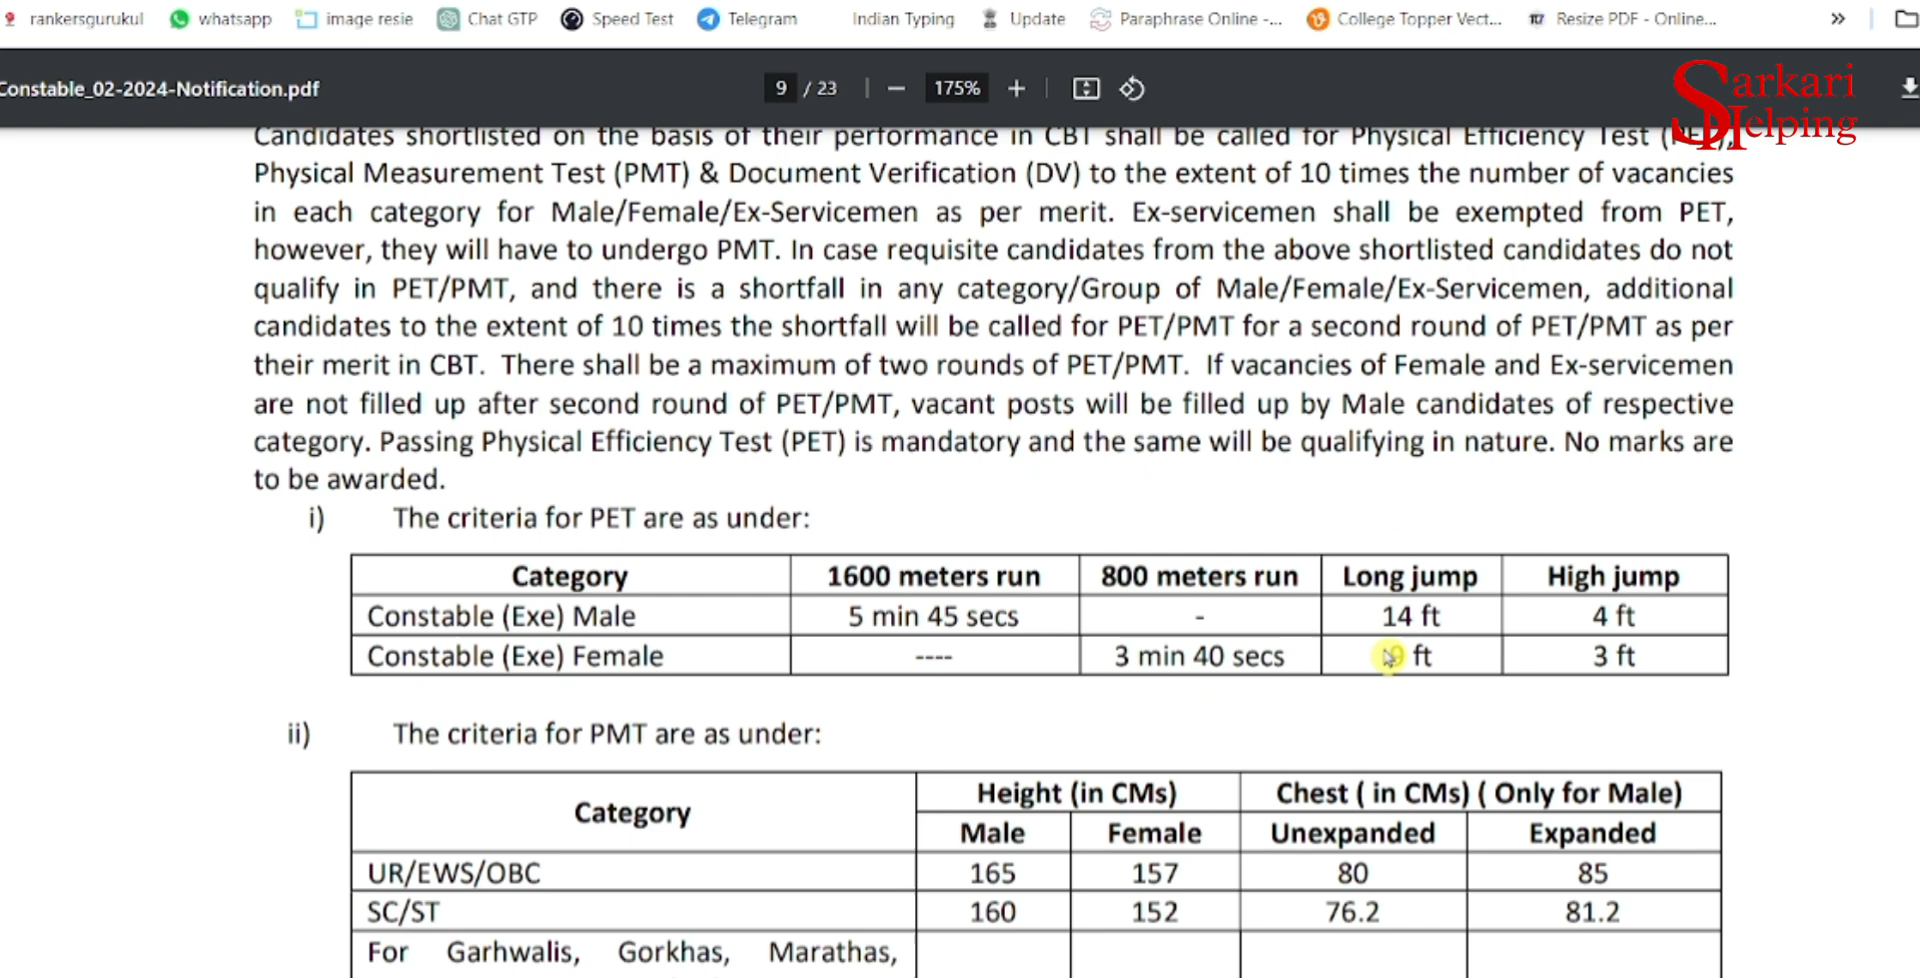 rankersgurukul whatsapp image resie Chat GTP Speed Test Telegram Indian Typing Update Paraphrase Online -... College Topper Vect... Resize PDF - Online... »
Constable_02-2024-Notification.pdf 9 / 23 | − 175% + |
Sarkari
Helping
Candidates shortlisted on the basis of their performance in CBT shall be called for Physical Efficiency Test (PET),
Physical Measurement Test (PMT) & Document Verification (DV) to the extent of 10 times the number of vacancies
in each category for Male/Female/Ex-Servicemen as per merit. Ex-servicemen shall be exempted from PET,
however, they will have to undergo PMT. In case requisite candidates from the above shortlisted candidates do not
qualify in PET/PMT, and there is a shortfall in any category/Group of Male/Female/Ex-Servicemen, additional
candidates to the extent of 10 times the shortfall will be called for PET/PMT for a second round of PET/PMT as per
their merit in CBT. There shall be a maximum of two rounds of PET/PMT. If vacancies of Female and Ex-servicemen
are not filled up after second round of PET/PMT, vacant posts will be filled up by Male candidates of respective
category. Passing Physical Efficiency Test (PET) is mandatory and the same will be qualifying in nature. No marks are
to be awarded.
i) The criteria for PET are as under:
Category 1600 meters run 800 meters run Long jump High jump
Constable (Exe) Male 5 min 45 secs - 14 ft 4 ft
Constable (Exe) Female ---- 3 min 40 secs 9 ft 3 ft
ii) The criteria for PMT are as under:
Category Height (in CMs) Chest ( in CMs) ( Only for Male)
Male Female Unexpanded Expanded
UR/EWS/OBC 165 157 80 85
SC/ST 160 152 76.2 81.2
For Garhwalis, Gorkhas, Marathas,